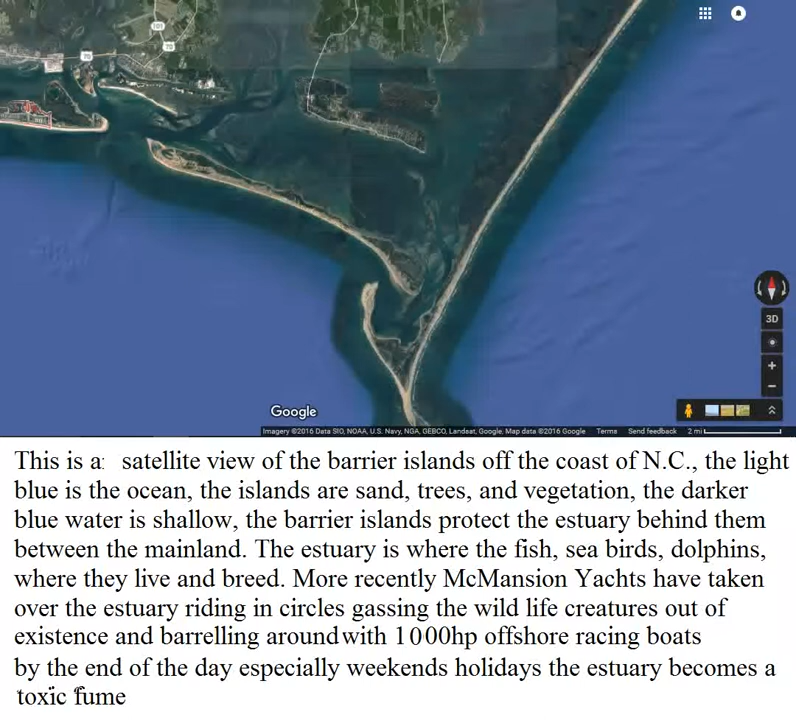 101
70
70
3D
Google
Imagery ©2016 Data SIO, NOAA, U.S. Navy, NGA, GEBCO, Landsat, Google, Map data ©2016 Google Terms Send feedback 2 mi
This is a: satellite view of the barrier islands off the coast of N.C., the light
blue is the ocean, the islands are sand, trees, and vegetation, the darker
blue water is shallow, the barrier islands protect the estuary behind them
between the mainland. The estuary is where the fish, sea birds, dolphins,
where they live and breed. More recently McMansion Yachts have taken
over the estuary riding in circles gassing the wild life creatures out of
existence and barrelling around with 1000hp offshore racing boats
by the end of the day especially weekends holidays the estuary becomes a
toxic fume